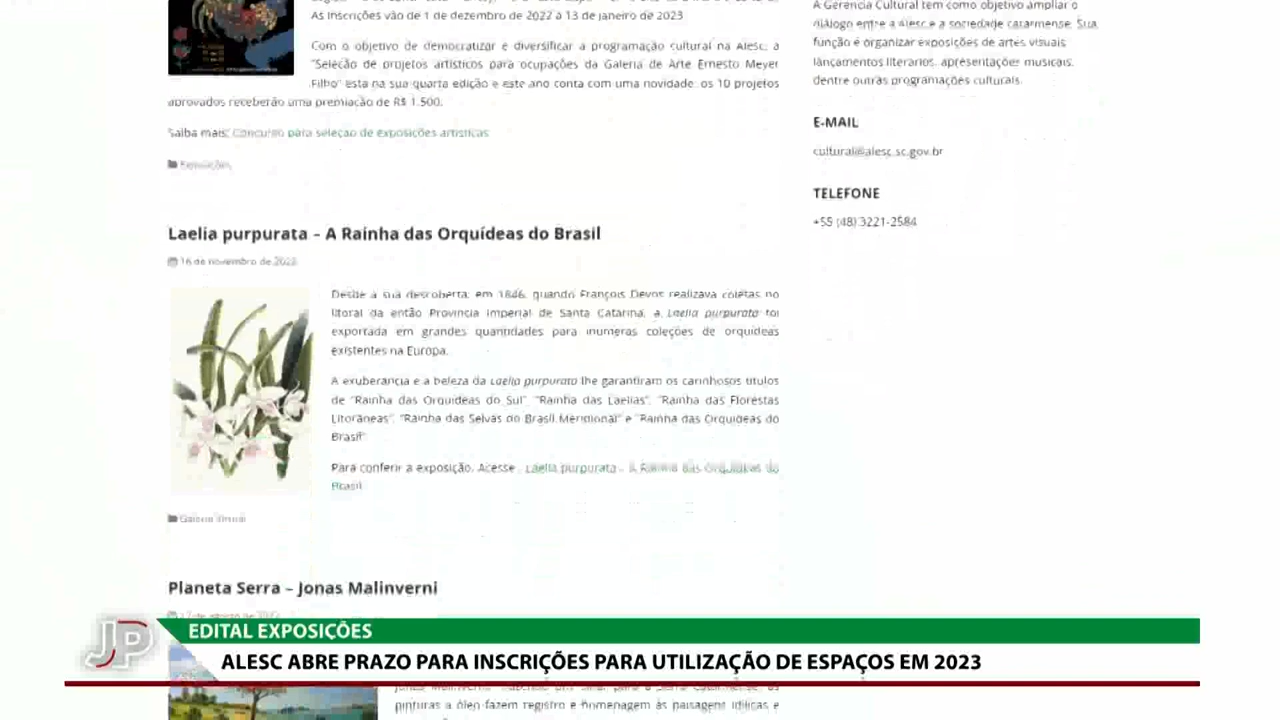 As inscrições vão de 1 de dezembro de 2022 a 13 de janeiro de 2023
Com o objetivo de democratizar e diversificar a programação cultural na Alesc, a
"Seleção de projetos artísticos para ocupações da Galeria de Arte Ernesto Meyer
Filho" está na sua quarta edição e este ano conta com uma novidade: os 10 projetos
aprovados receberão uma premiação de R$ 1.500.
Saiba mais: Concurso para seleção de exposições artísticas
Exposições
Laelia purpurata – A Rainha das Orquídeas do Brasil
16 de novembro de 2022
Desde a sua descoberta, em 1846, quando François Devos realizava coletas no
litoral da então Província Imperial de Santa Catarina, a Laelia purpurata foi
exportada em grandes quantidades para inúmeras coleções de orquídeas
existentes na Europa.
A exuberância e a beleza da Laelia purpurata lhe garantiram os carinhosos títulos
de "Rainha das Orquídeas do Sul", "Rainha das Laelias", "Rainha das Florestas
Litorâneas", "Rainha das Selvas do Brasil Meridional" e "Rainha das Orquídeas do
Brasil"
Para conferir a exposição, Acesse : Laelia purpurata – A Rainha das Orquídeas do
Brasil
Galeria Virtual
Planeta Serra – Jonas Malinverni
17 de agosto de 2022
pinturas a óleo fazem registro e homenagem às paisagens idílicas e
A Gerência Cultural tem como objetivo ampliar o
diálogo entre a Alesc e a sociedade catarinense. Sua
função é organizar exposições de artes visuais,
lançamentos literários, apresentações musicais,
dentre outras programações culturais.
E-MAIL
cultural@alesc.sc.gov.br
TELEFONE
+55 (48) 3221-2584
JP
EDITAL EXPOSIÇÕES
ALESC ABRE PRAZO PARA INSCRIÇÕES PARA UTILIZAÇÃO DE ESPAÇOS EM 2023